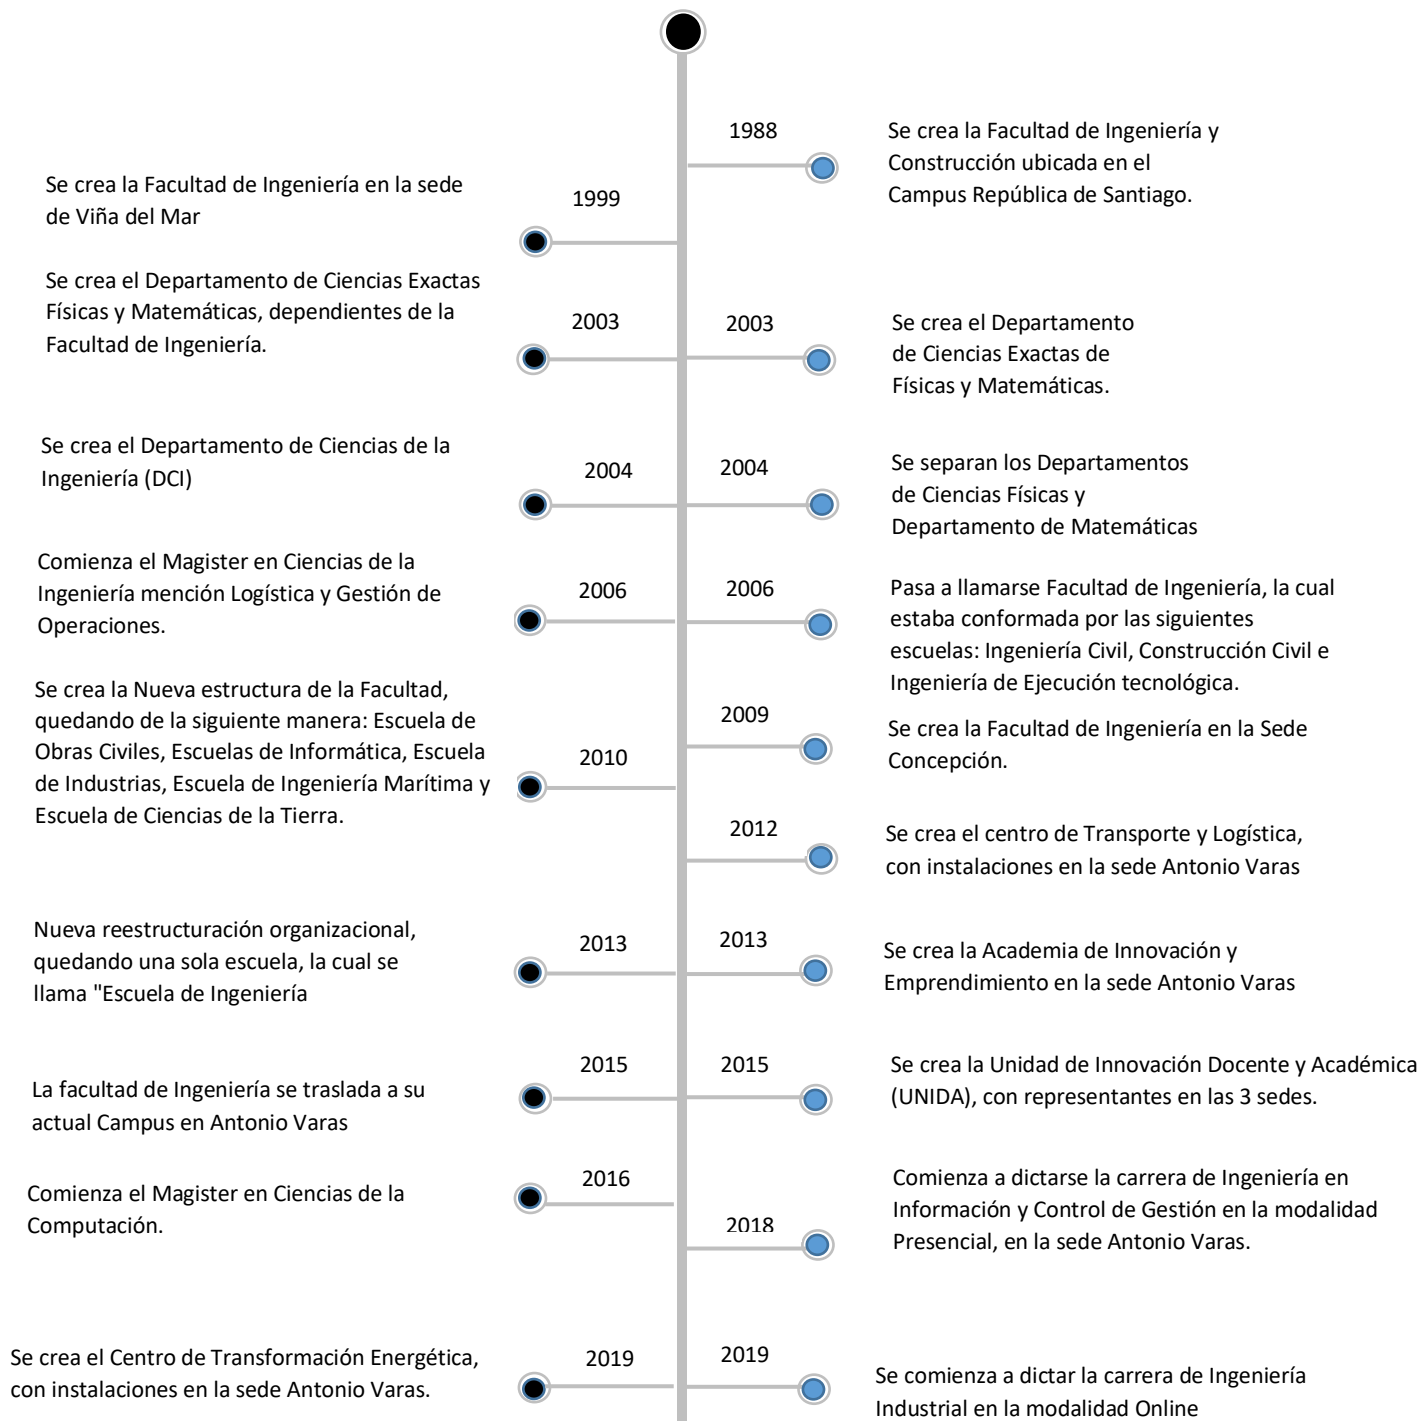 1988
Se crea la Facultad de Ingeniería y
Construcción ubicada en el
Campus República de Santiago.
Se crea la Facultad de Ingeniería en la sede
de Viña del Mar
1999
Se crea el Departamento de Ciencias Exactas
Físicas y Matemáticas, dependientes de la
Facultad de Ingeniería.
2003
2003
Se crea el Departamento
de Ciencias Exactas de
Físicas y Matemáticas.
Se crea el Departamento de Ciencias de la
Ingeniería (DCI)
2004
2004
Se separan los Departamentos
de Ciencias Físicas y
Departamento de Matemáticas
Comienza el Magister en Ciencias de la
Ingeniería mención Logística y Gestión de
Operaciones.
2006
2006
Pasa a llamarse Facultad de Ingeniería, la cual
estaba conformada por las siguientes
escuelas: Ingeniería Civil, Construcción Civil e
Ingeniería de Ejecución tecnológica.
Se crea la Nueva estructura de la Facultad,
quedando de la siguiente manera: Escuela de
Obras Civiles, Escuelas de Informática, Escuela
de Industrias, Escuela de Ingeniería Marítima y
Escuela de Ciencias de la Tierra.
2010
2009
Se crea la Facultad de Ingeniería en la Sede
Concepción.
2012
Se crea el centro de Transporte y Logística,
con instalaciones en la sede Antonio Varas
Nueva reestructuración organizacional,
quedando una sola escuela, la cual se
llama "Escuela de Ingeniería
2013
2013
Se crea la Academia de Innovación y
Emprendimiento en la sede Antonio Varas
La facultad de Ingeniería se traslada a su
actual Campus en Antonio Varas
2015
2015
Se crea la Unidad de Innovación Docente y Académica
(UNIDA), con representantes en las 3 sedes.
Comienza el Magister en Ciencias de la
Computación.
2016
2018
Comienza a dictarse la carrera de Ingeniería en
Información y Control de Gestión en la modalidad
Presencial, en la sede Antonio Varas.
Se crea el Centro de Transformación Energética,
con instalaciones en la sede Antonio Varas.
2019
2019
Se comienza a dictar la carrera de Ingeniería
Industrial en la modalidad Online